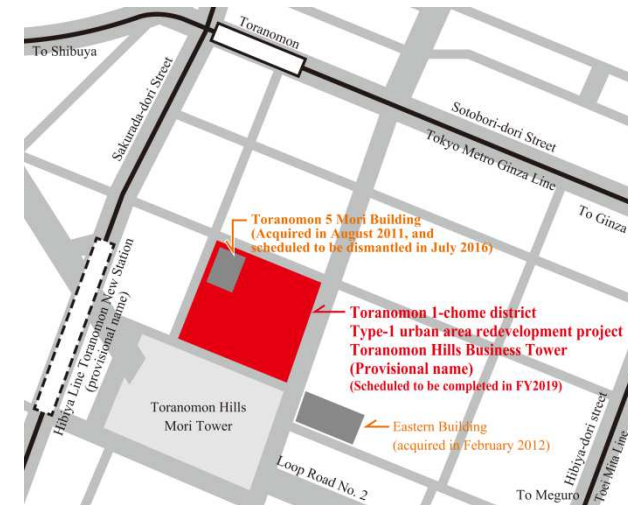 Toranomon
To Shibuya
Sakurada-dori Street
Sotobori-dori Street
Tokyo Metro Ginza Line
To Ginza
Toranomon 5 Mori Building
(Acquired in August 2011, and
scheduled to be dismantled in July 2016)
Hibiya Line Toranomon New Station
(provisional name)
Toranomon 1-chome district
Type-1 urban area redevelopment project
Toranomon Hills Business Tower
(Provisional name)
(Scheduled to be completed in FY2019)
Toranomon Hills
Mori Tower
Eastern Building
(acquired in February 2012)
Hibiya-dori street
Toei Mita Line
Loop Road No. 2
To Meguro